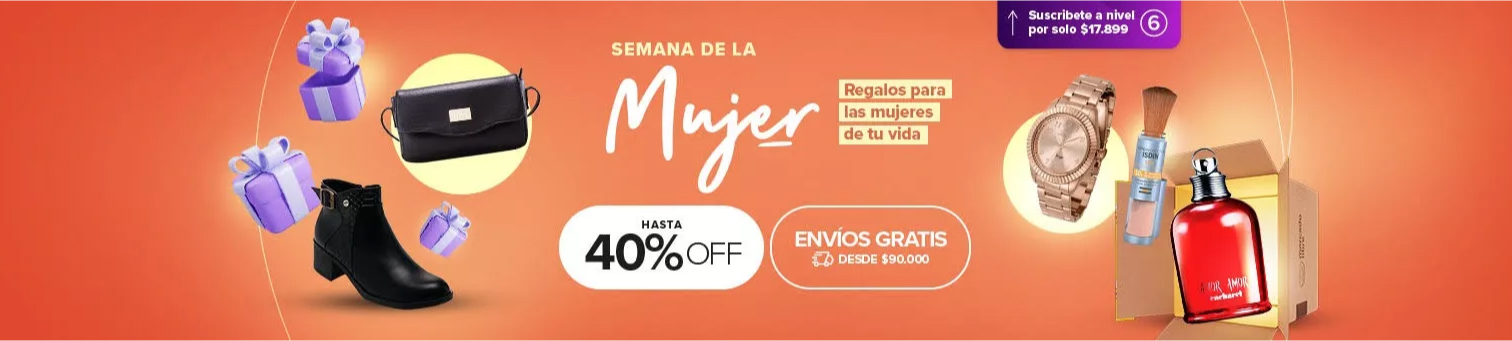 SEMANA DE LA
Mujer
Regalos para
las mujeres
de tu vida
Suscribete a nivel 6
por solo $17.899
HASTA
40% OFF
ENVÍOS GRATIS
DESDE $90.000
ISDIN
AMOR AMOR
cacharel